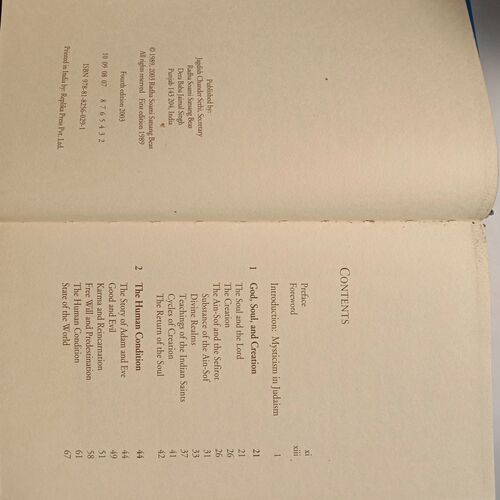 Published by:
Jagdish Chander Sethi, Secretary
Radha Soami Satsang Beas
Dera Baba Jaimal Singh
Punjab 143 204, India
© 1989, 2003 Radha Soami Satsang Beas
All rights reserved First edition 1989
Fourth edition 2003
10 09 08 07 8 7 6 5 4 3 2
ISBN 978-81-8256-029-1
Printed in India by: Replika Press Pvt. Ltd.
CONTENTS
Preface xi
Foreword xiii
Introduction: Mysticism in Judaism 1
1 God, Soul, and Creation 21
The Soul and the Lord 21
The Creation 26
The Ain-Sof and the Sefirot 26
Substance of the Ain-Sof 31
Divine Realms 33
Teachings of the Indian Saints 37
Cycles of Creation 41
The Return of the Soul 42
2 The Human Condition 44
The Story of Adam and Eve 44
Good and Evil 49
Karma and Reincarnation 51
Free Will and Predestination 58
The Human Condition 61
State of the World 67